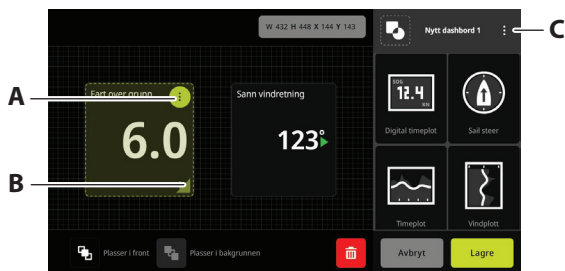 W 432 H 448 X 144 Y 143
Nytt dashbord 1
C
A
Fart over grunn
6.0
B
Sann vindretning
123°
SOG
12.4
KN
Digital timeplot
Sail steer
Timeplot
Vindplott
Plasser i front
Plasser i bakgrunnen
Avbryt
Lagre